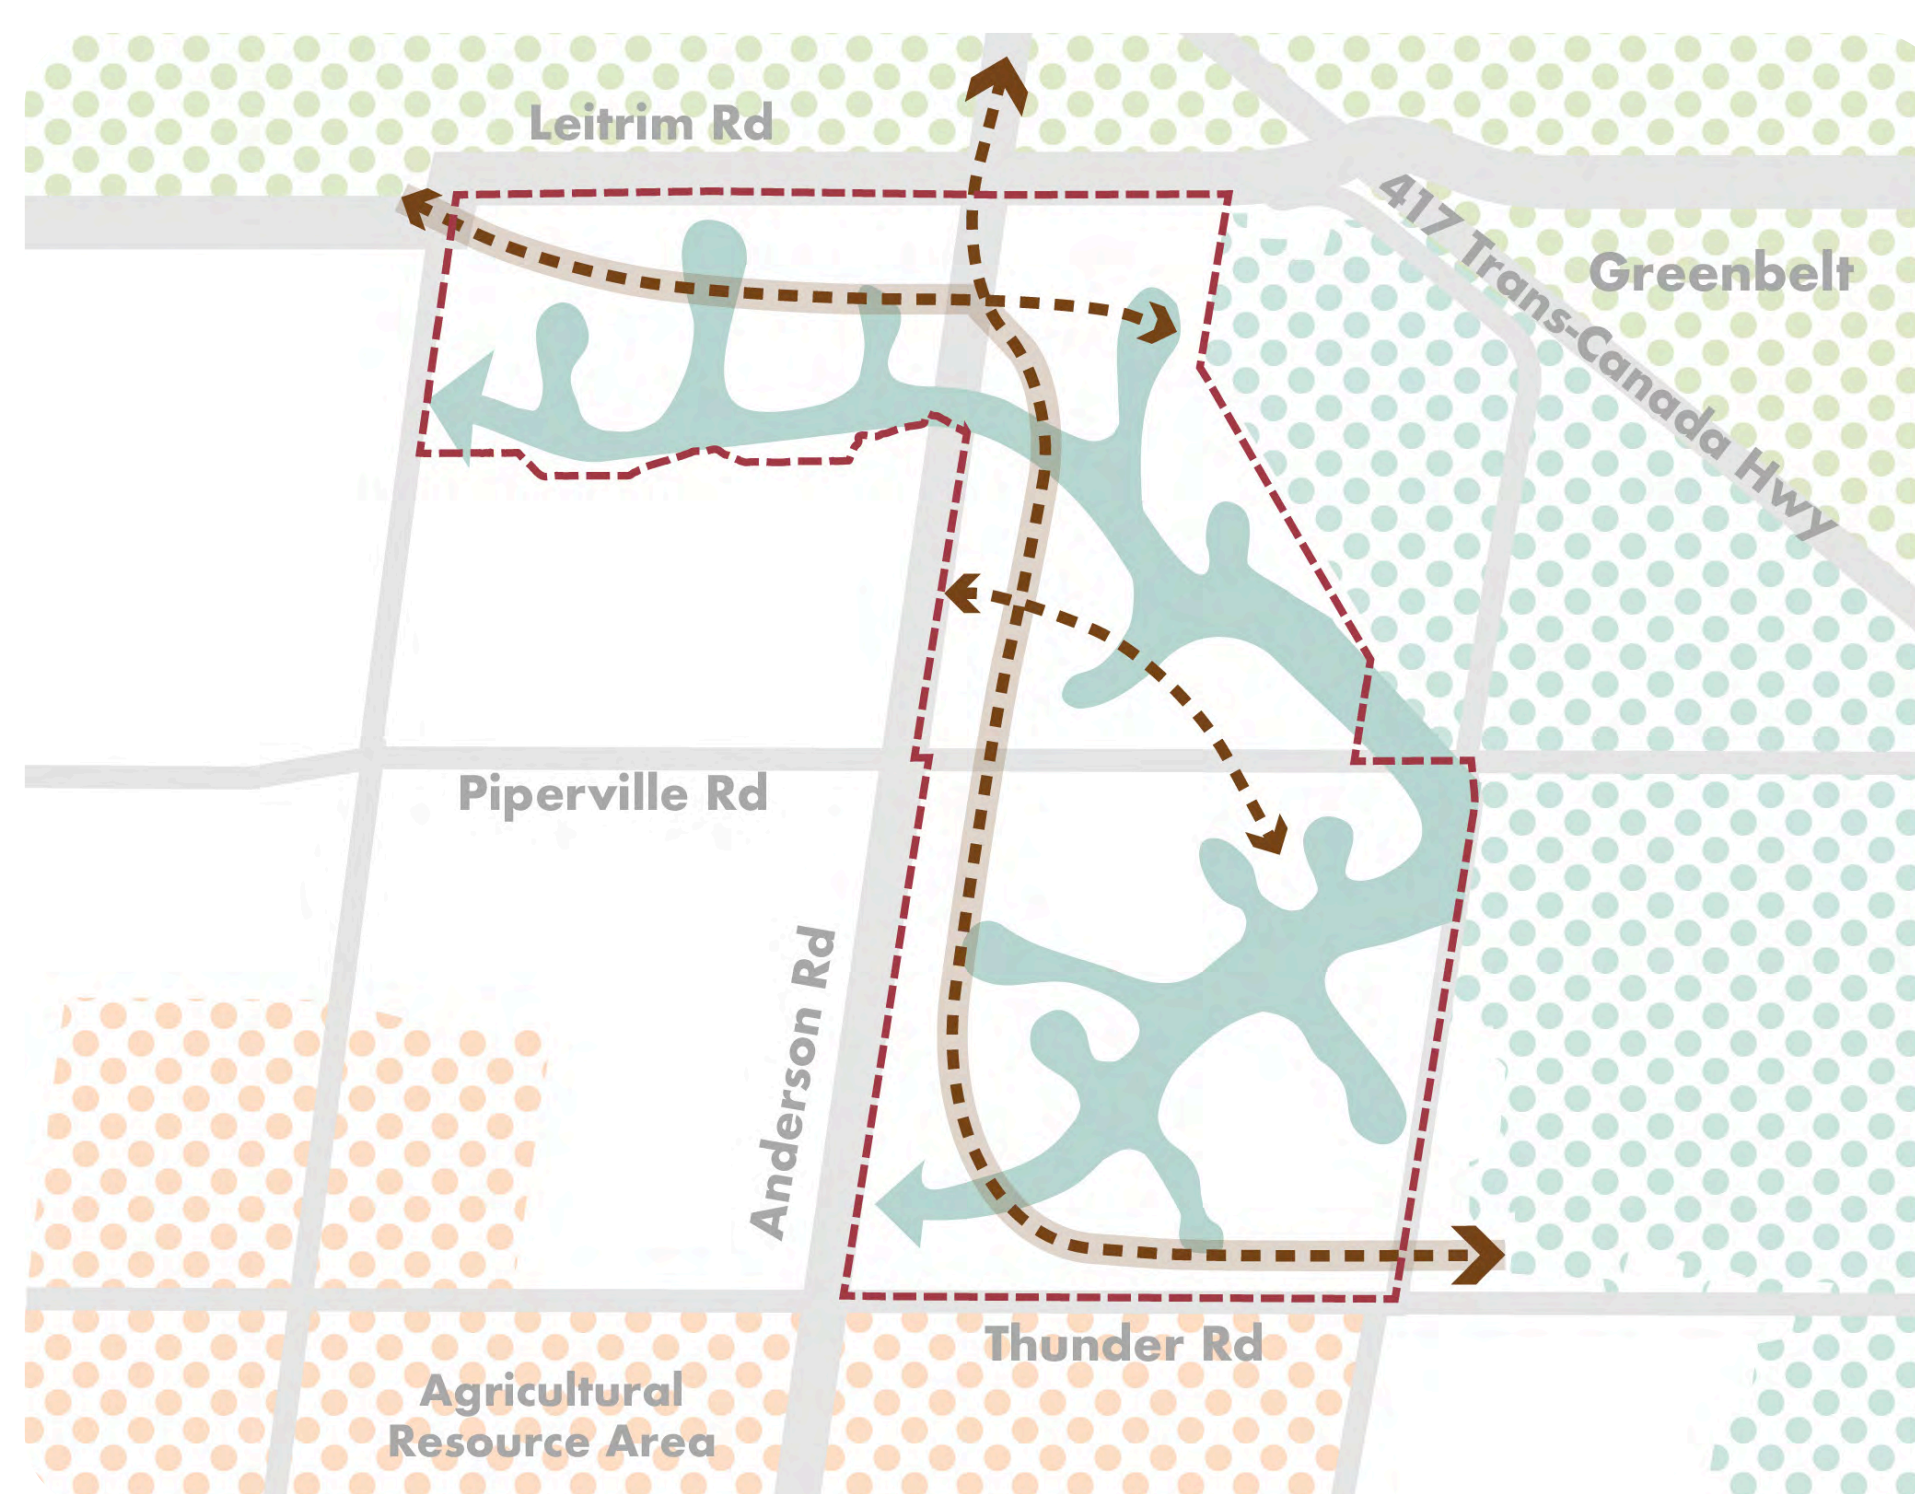 Leitrim Rd
417 Trans-Canada Hwy
Greenbelt
Piperville Rd
Anderson Rd
Thunder Rd
Agricultural
Resource Area